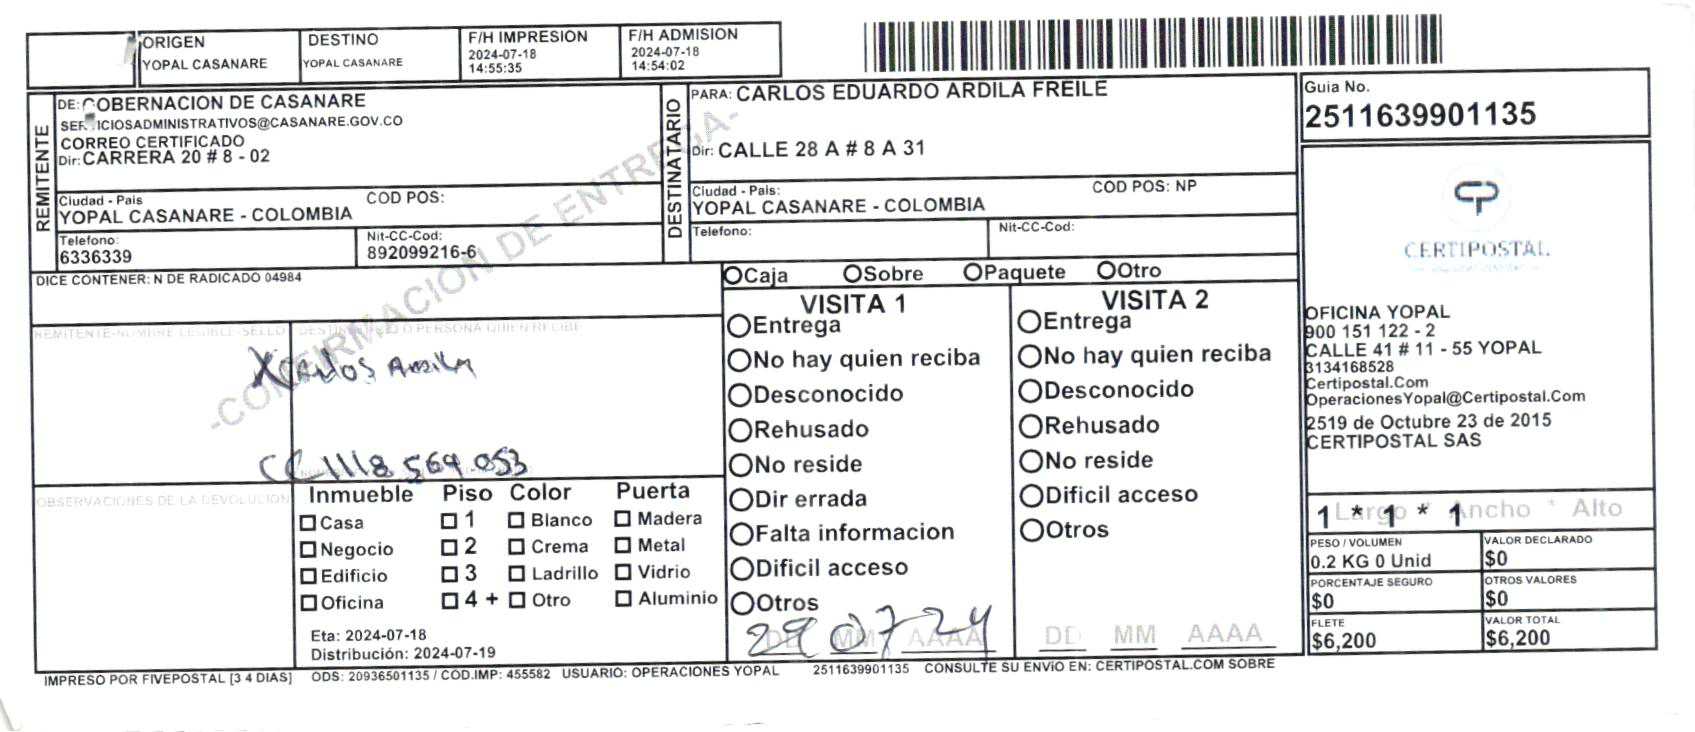 ORIGEN
YOPAL CASANARE
DESTINO
YOPAL CASANARE
F/H IMPRESION
2024-07-18
14:55:35
F/H ADMISION
2024-07-18
14:54:02
REMITENTE
DE: GOBERNACION DE CASANARE
SERVICIOSADMINISTRATIVOS@CASANARE.GOV.CO
CORREO CERTIFICADO
Dir: CARRERA 20 # 8 - 02
Ciudad - Pais
COD POS:
YOPAL CASANARE - COLOMBIA
Telefono:
6336339
Nit-CC-Cod:
892099216-6
DESTINATARIO
PARA: CARLOS EDUARDO ARDILA FREILE
Dir: CALLE 28 A # 8 A 31
Ciudad - Pais:
COD POS: NP
YOPAL CASANARE - COLOMBIA
Telefono:
Nit-CC-Cod:
Guia No.
2511639901135
CERTIPOSTAL
OFICINA YOPAL
900 151 122 - 2
CALLE 41 # 11 - 55 YOPAL
3134168528
Certipostal.Com
OperacionesYopal@Certipostal.Com
2519 de Octubre 23 de 2015
CERTIPOSTAL SAS
DICE CONTENER: N DE RADICADO 04984
-CONFIRMACION DE ENTREGA-
REMITENTE-NOMBRE LEGIBLE-SELLO
DESTINATARIO O PERSONA QUIEN RECIBE
X Carlos Ardila
CC 1118 569 053
OBSERVACIONES DE LA DEVOLUCION
Inmueble Piso Color Puerta
Casa 1 Blanco Madera
Negocio 2 Crema Metal
Edificio 3 Ladrillo Vidrio
Oficina 4 + Otro Aluminio
Eta: 2024-07-18
Distribución: 2024-07-19
Caja Sobre Paquete Otro
VISITA 1
Entrega
No hay quien reciba
Desconocido
Rehusado
No reside
Dir errada
Falta informacion
Dificil acceso
Otros
DD MM AAAA
29 07 24
VISITA 2
Entrega
No hay quien reciba
Desconocido
Rehusado
No reside
Dificil acceso
Otros
DD MM AAAA
Largo * Ancho * Alto
1 * 1 * 1
PESO / VOLUMEN
0.2 KG 0 Unid
VALOR DECLARADO
$0
PORCENTAJE SEGURO
$0
OTROS VALORES
$0
FLETE
$6,200
VALOR TOTAL
$6,200
IMPRESO POR FIVEPOSTAL [3 4 DIAS] ODS: 20936501135 / COD.IMP: 455582 USUARIO: OPERACIONES YOPAL 2511639901135 CONSULTE SU ENVIO EN: CERTIPOSTAL.COM SOBRE